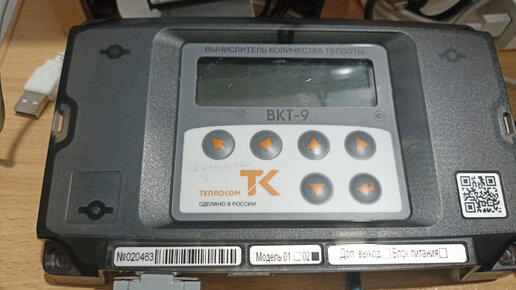 ВЫЧИСЛИТЕЛЬ КОЛИЧЕСТВА ТЕПЛОТЫ
ВКТ-9
ТЕПЛОКОМ
СДЕЛАНО В РОССИИ
№020463
Модель 01 02
Доп. выход Блок питания